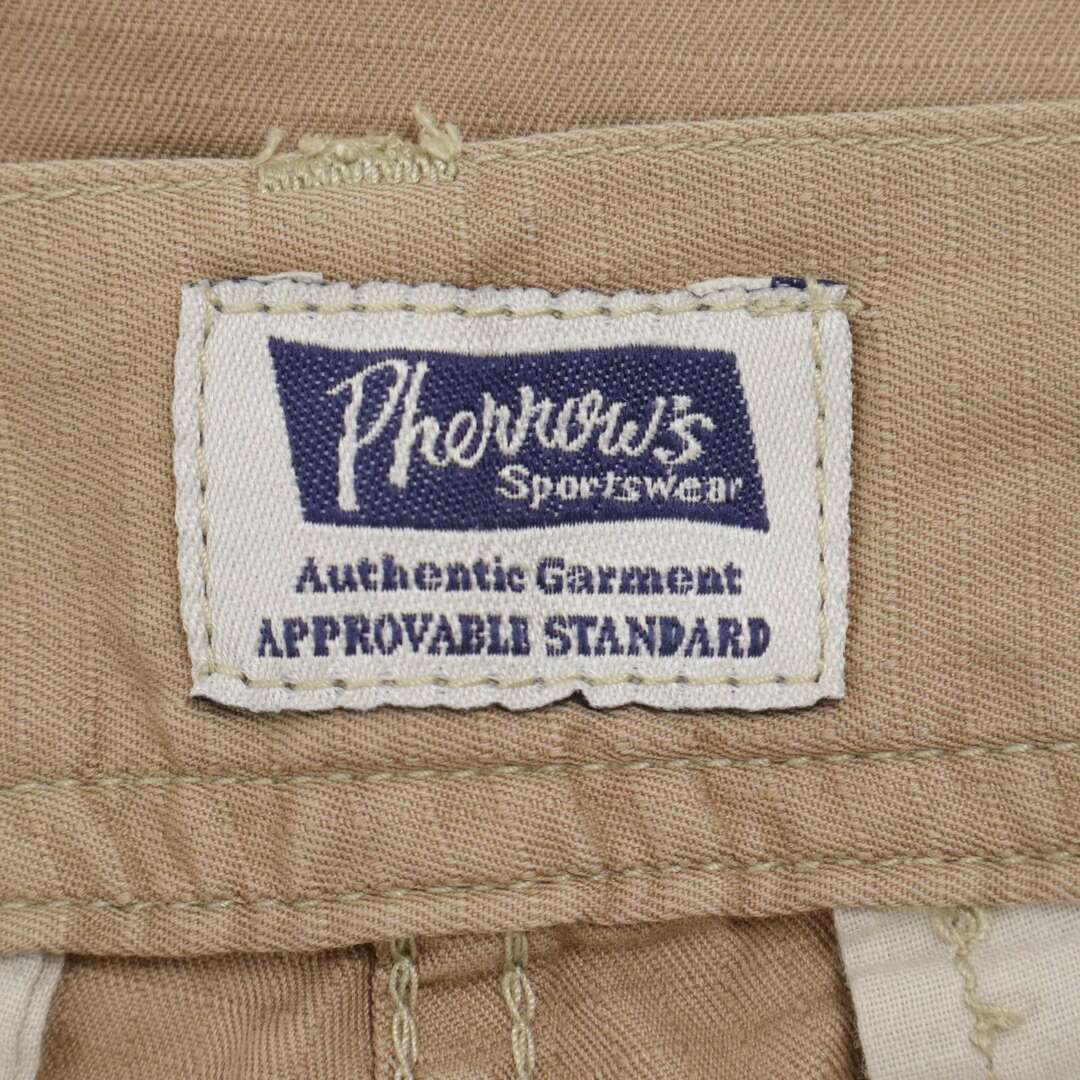 Pherrow's
Sportswear
Authentic Garment
APPROVABLE STANDARD